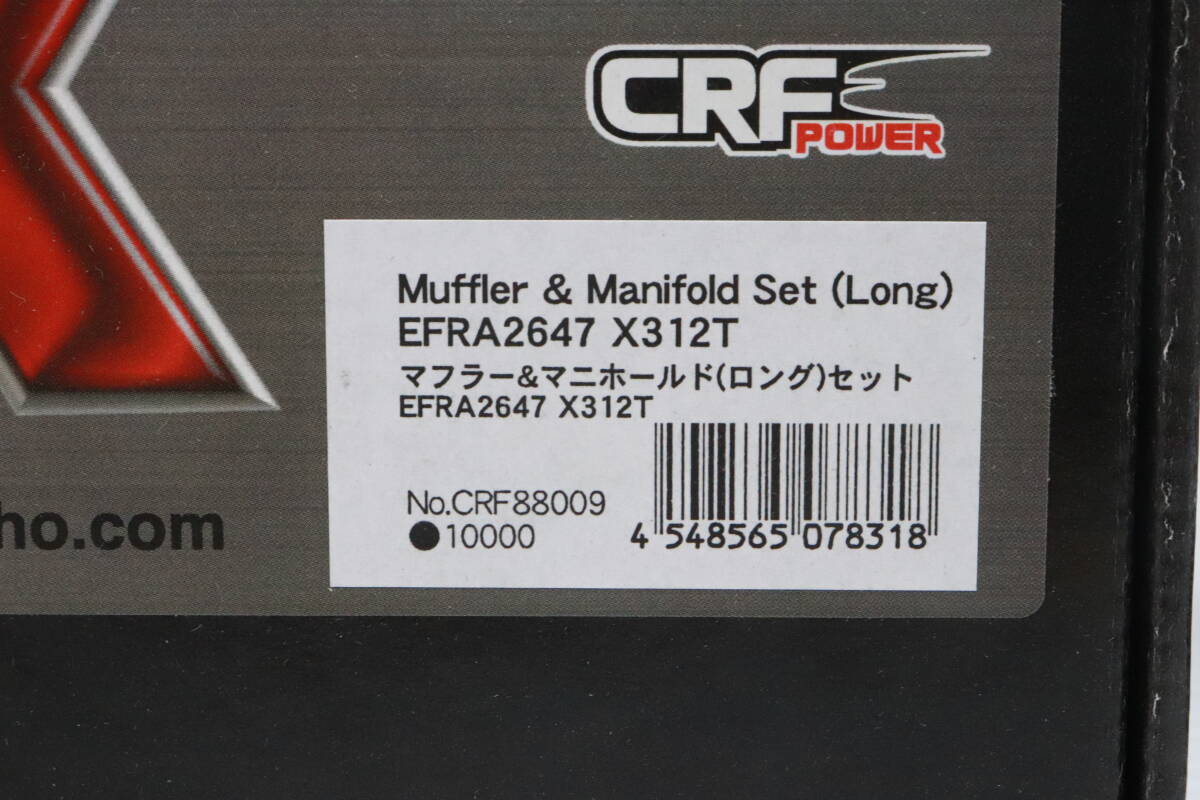 CRF
POWER
Muffler & Manifold Set (Long)
EFRA2647 X312T
マフラー&マニホールド(ロング)セット
EFRA2647 X312T
No.CRF88009
●10000
4 548565 078318
ho.com